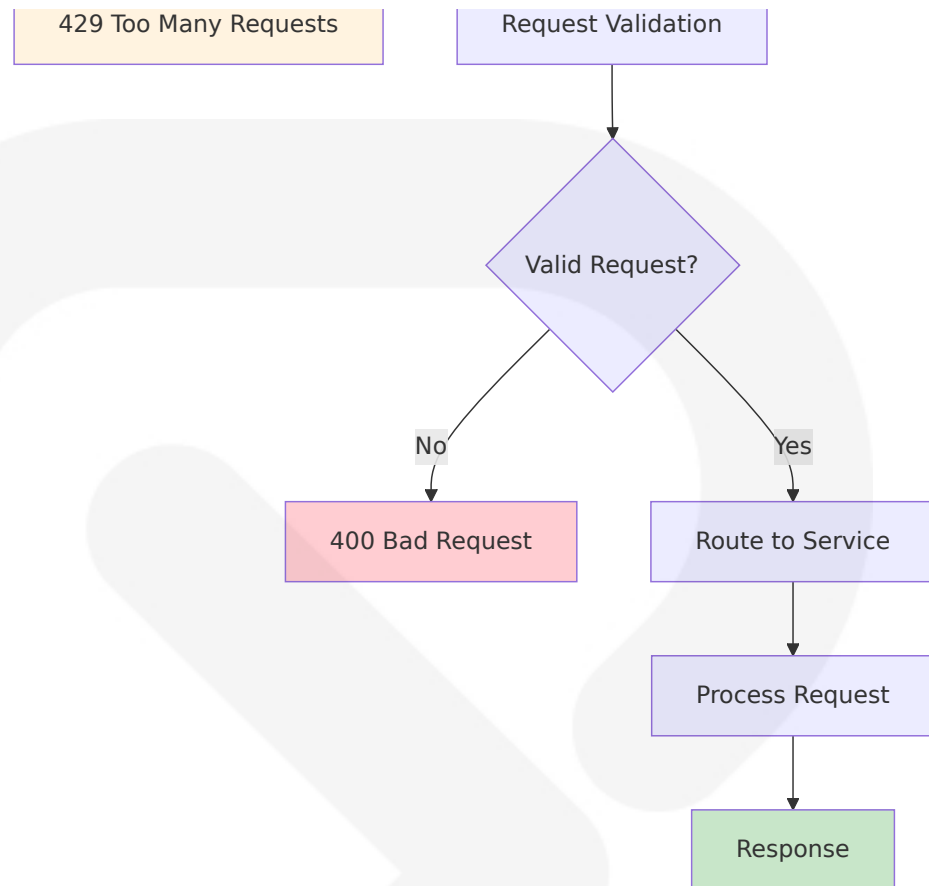 429 Too Many Requests
Request Validation
Valid Request?
No
Yes
400 Bad Request
Route to Service
Process Request
Response